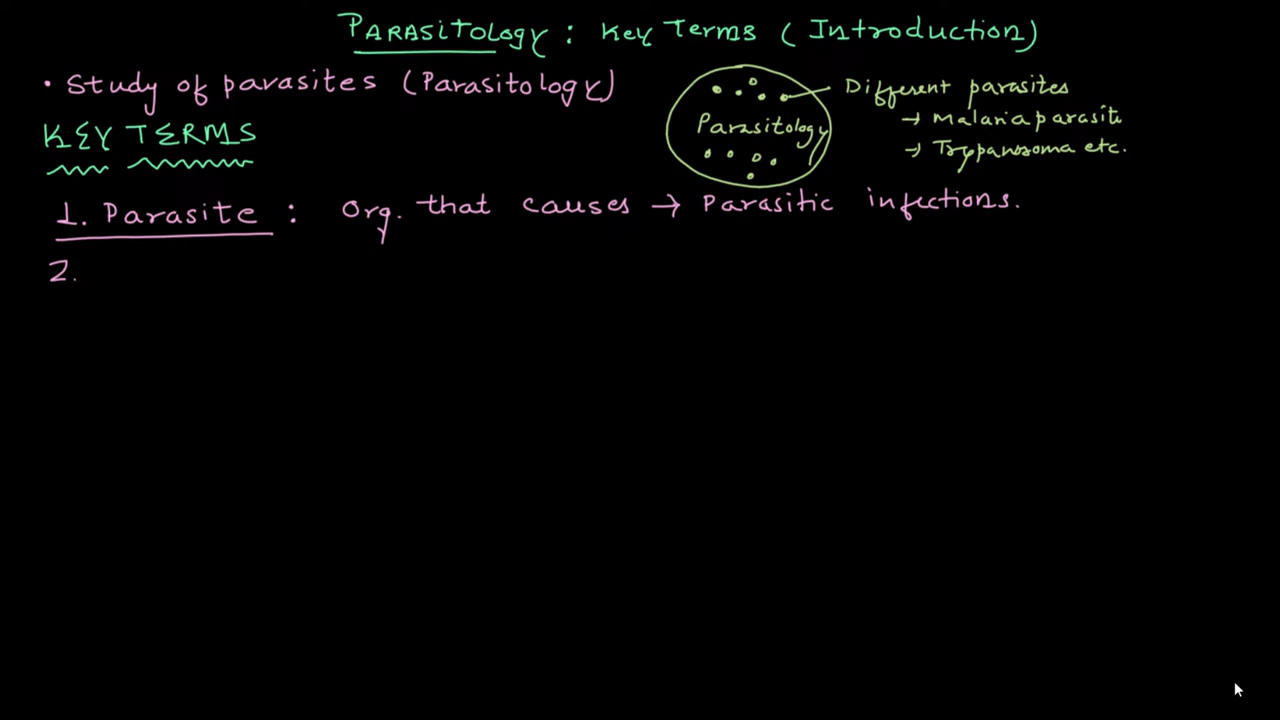 PARASITOLOGY : Key Terms (Introduction)
• Study of parasites (Parasitology)
KEY TERMS
Parasitology
Different parasites
→ Malaria parasite
→ Trypanosoma etc.
1. Parasite : Org. that causes → Parasitic infections.
2.